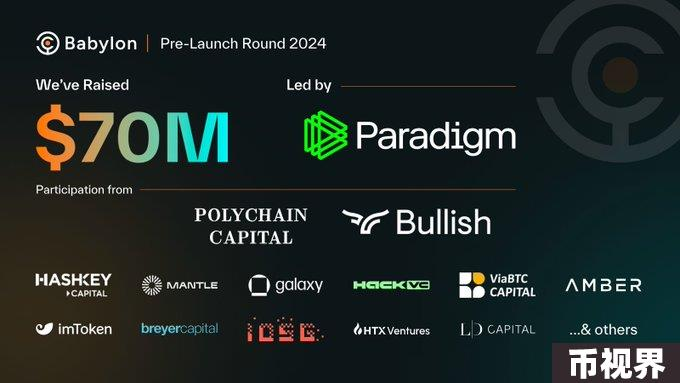 Babylon | Pre-Launch Round 2024
We've Raised
$70M
Led by
Paradigm
Participation from
POLYCHAIN
CAPITAL
Bullish
HASHKEY
CAPITAL
MANTLE
galaxy
HACK VC
ViaBTC
CAPITAL
AMBER
imToken
breyercapital
IOSG
HTX Ventures
LD CAPITAL
...& others
币视界